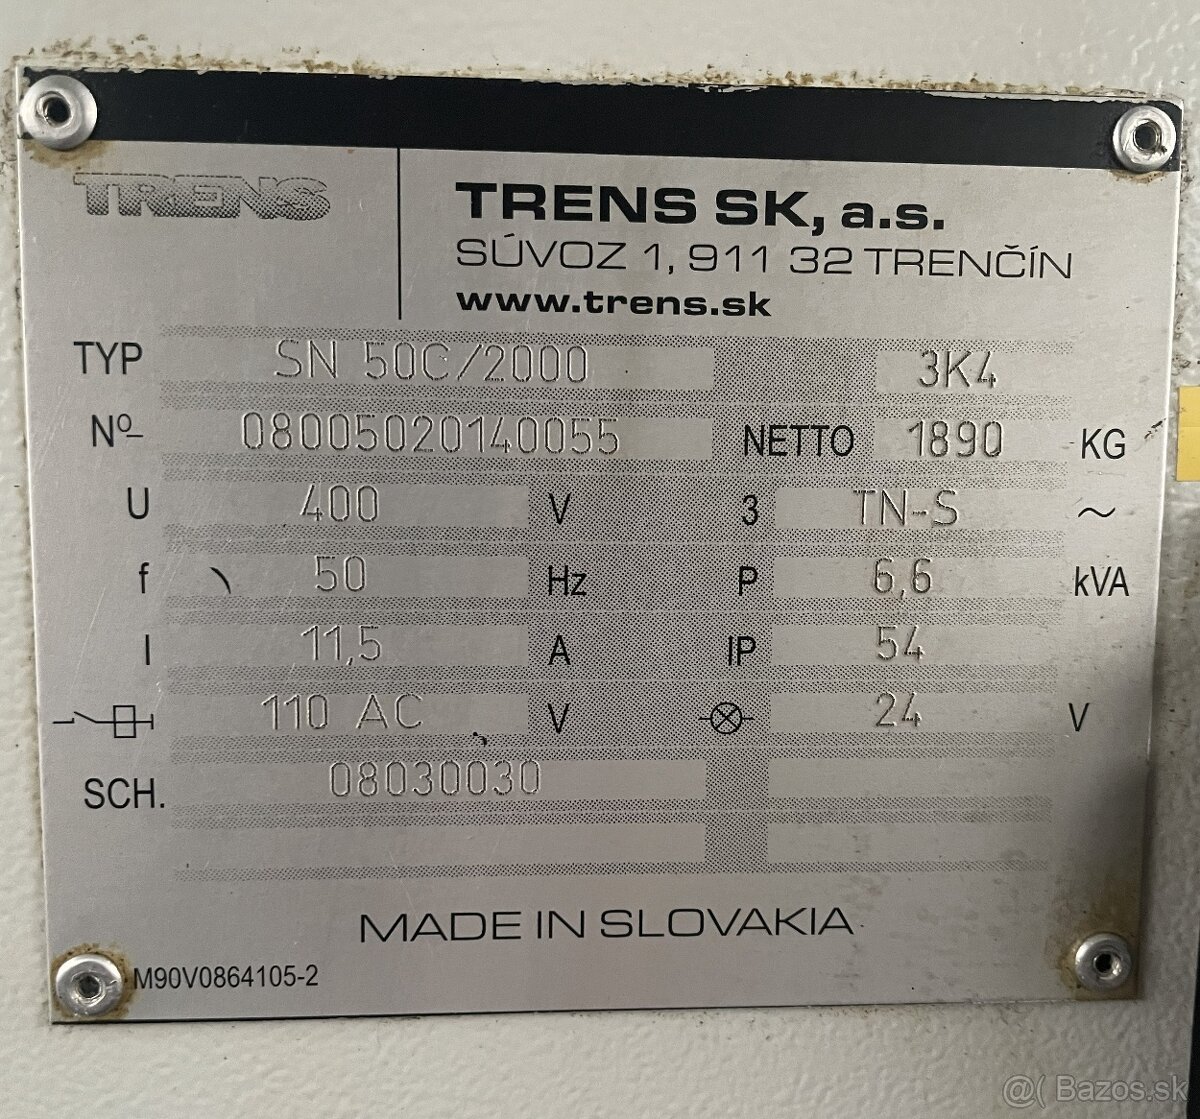 TRENS
TRENS SK, a.s.
SÚVOZ 1, 911 32 TRENČÍN
www.trens.sk
TYP SN 50C/2000 3K4
Nº 08005020140055 NETTO 1890 KG
U 400 V 3 TN-S ~
f 50 Hz P 6,6 kVA
I 11,5 A IP 54
110 AC V 24 V
SCH. 08030030
MADE IN SLOVAKIA
M90V0864105-2
@( Bazos.sk